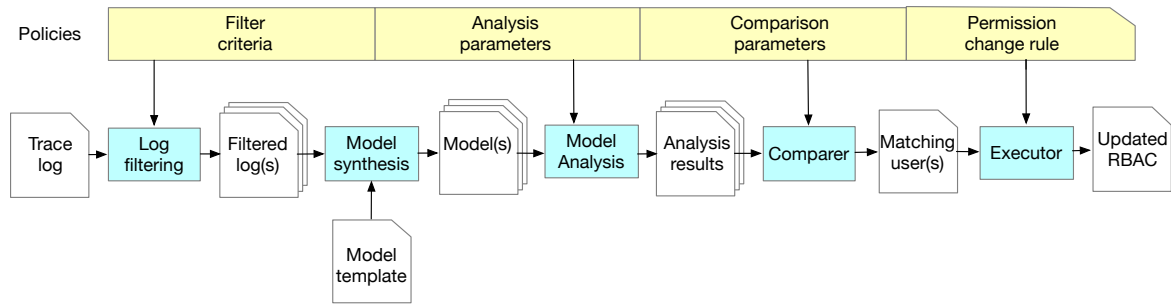 Policies
Filter
criteria
Analysis
parameters
Comparison
parameters
Permission
change rule
Trace
log
Log
filtering
Filtered
log(s)
Model
synthesis
Model(s)
Model
Analysis
Analysis
results
Comparer
Matching
user(s)
Executor
Updated
RBAC
Model
template